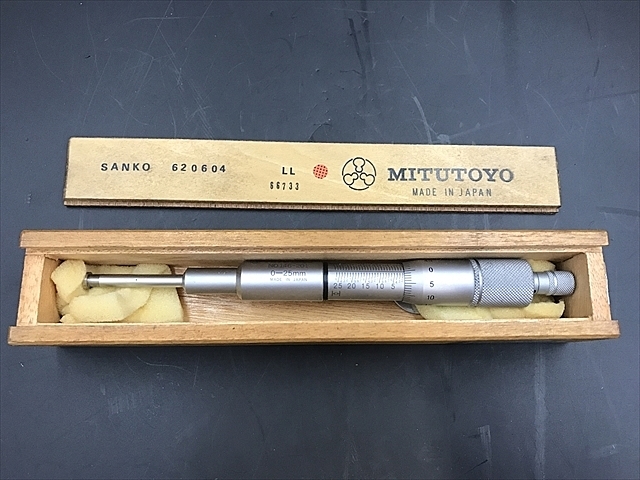 SANKO 620604
LL
66733
MITUTOYO
MADE IN JAPAN
0-25mm
MADE IN JAPAN
25 20 15 10 5
0
5
10